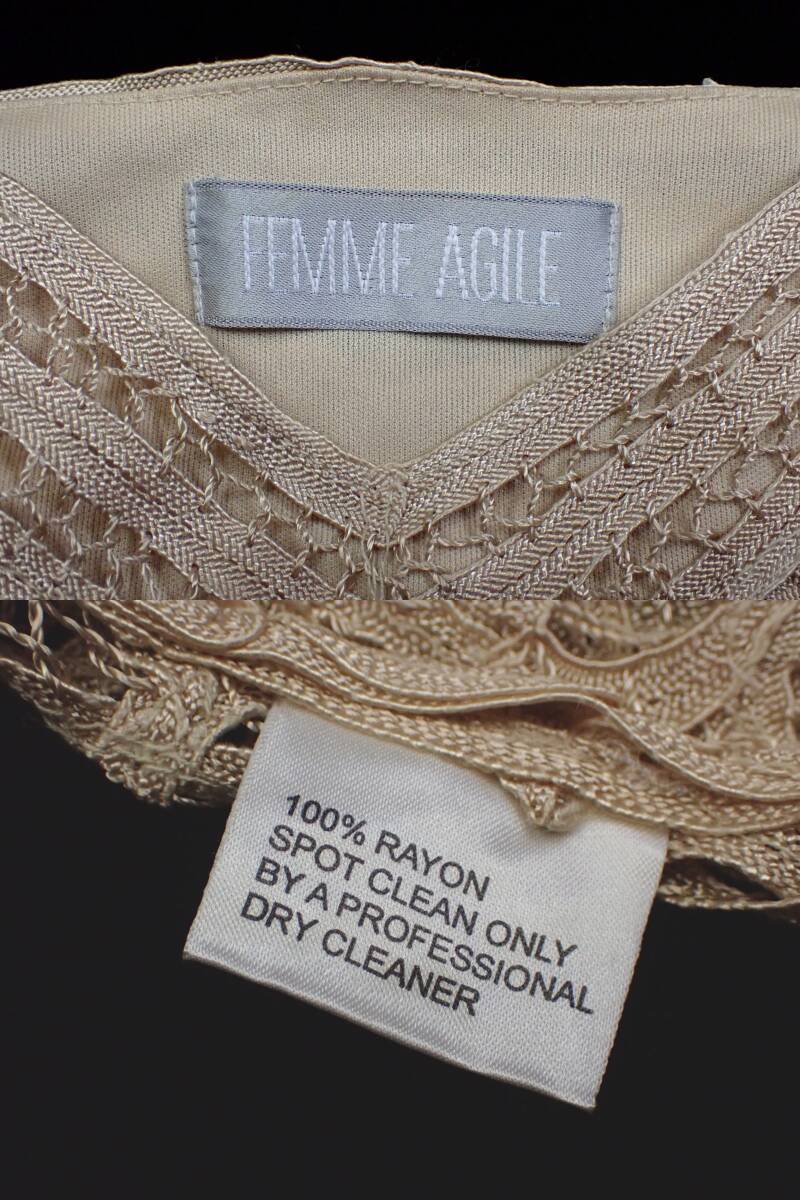 FEMME AGILE
100% RAYON
SPOT CLEAN ONLY
BY A PROFESSIONAL
DRY CLEANER